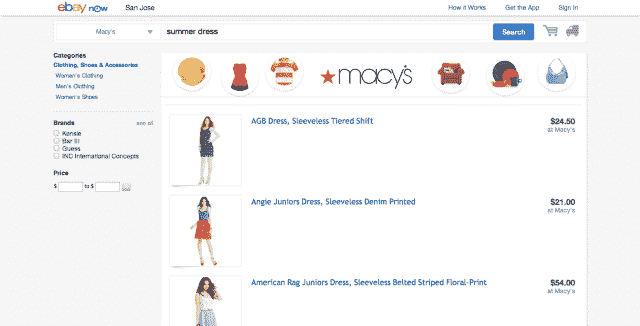 ebay now San Jose How it Works Get the App Sign In
Macy's summer dress Search
Categories
Clothing, Shoes & Accessories
Women's Clothing
Men's Clothing
Women's Shoes
Brands see all
Kensie
Bar III
Guess
INC International Concepts
Price
$ to $
macy's
AGB Dress, Sleeveless Tiered Shift $24.50
at Macy's
Angie Juniors Dress, Sleeveless Denim Printed $21.00
at Macy's
American Rag Juniors Dress, Sleeveless Belted Striped Floral-Print $54.00
at Macy's